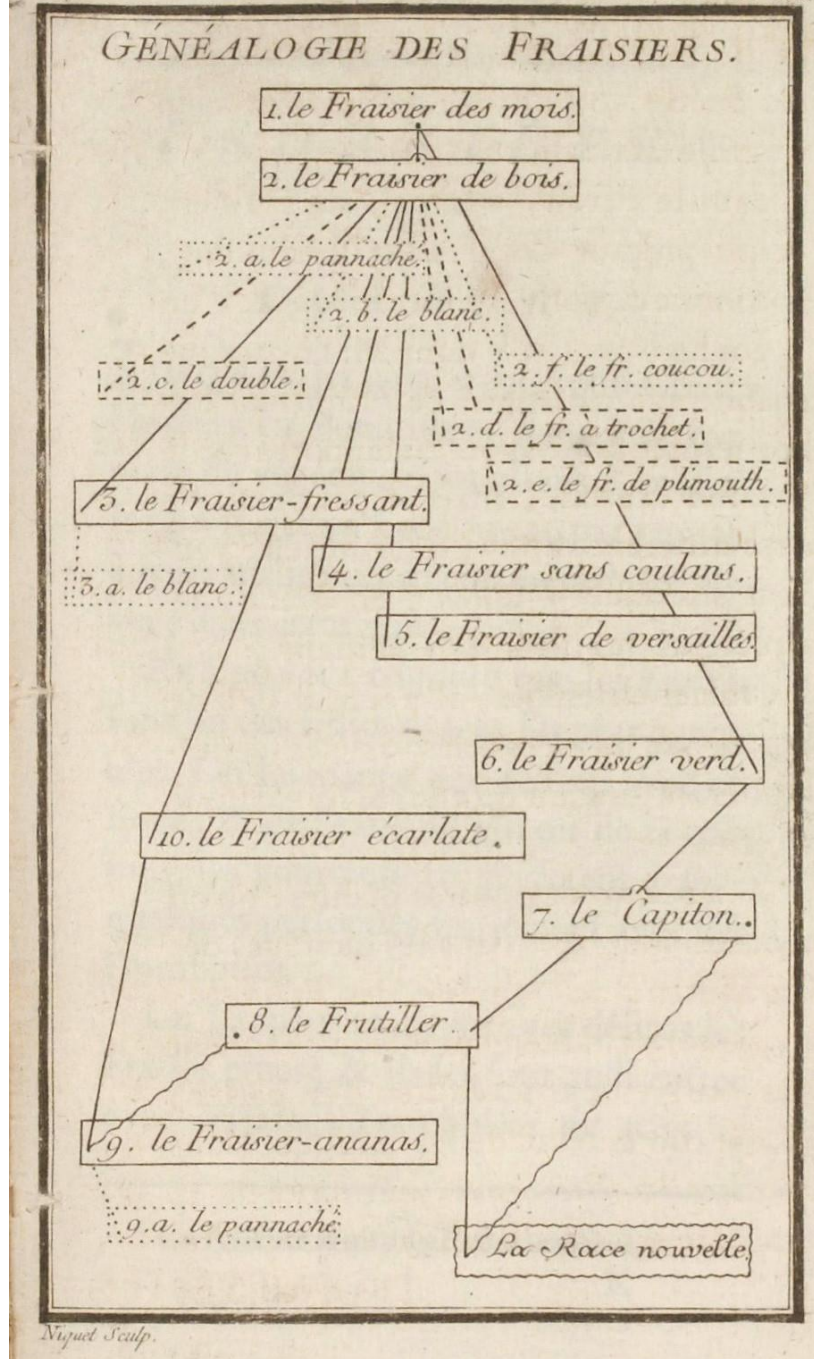 GÉNÉALOGIE DES FRAISIERS.
1. le Fraisier des mois.
2. le Fraisier de bois.
2. a. le pannaché.
2. b. le blanc.
2. f. le fr. coucou.
2. c. le double.
2. d. le fr. à trochet.
2. e. le fr. de plimouth.
3. le Fraisier-fressant.
4. le Fraisier sans coulans.
3. a. le blanc.
5. le Fraisier de versailles.
6. le Fraisier verd.
10. le Fraisier écarlate.
7. le Capiton.
8. le Frutiller.
9. le Fraisier-ananas.
9. a. le pannaché
La Race nouvelle.
Niquet Sculp.